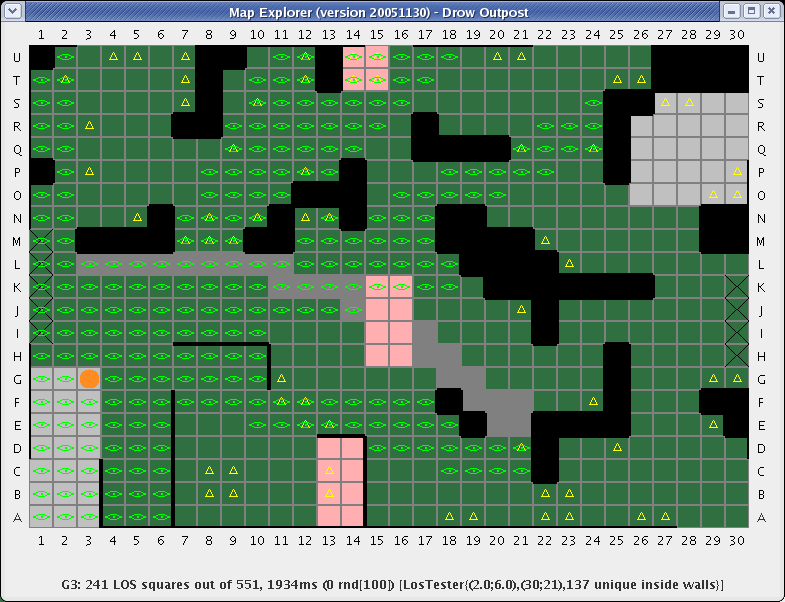 Map Explorer (version 20051130) - Drow Outpost
1 2 3 4 5 6 7 8 9 10 11 12 13 14 15 16 17 18 19 20 21 22 23 24 25 26 27 28 29 30
U U
T T
S S
R R
Q Q
P P
O O
N N
M M
L L
K K
J J
I I
H H
G G
F F
E E
D D
C C
B B
A A
1 2 3 4 5 6 7 8 9 10 11 12 13 14 15 16 17 18 19 20 21 22 23 24 25 26 27 28 29 30
G3: 241 LOS squares out of 551, 1934ms (0 rnd[100]) [LosTester{(2.0;6.0),(30;21),137 unique inside walls}]